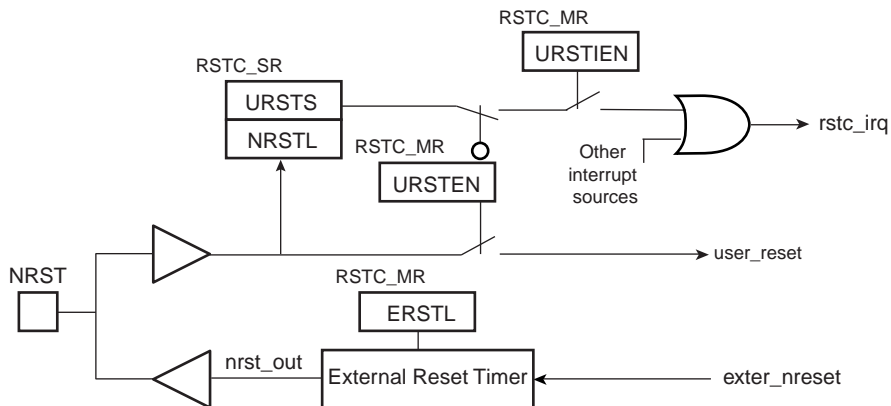 RSTC_MR
URSTIEN
RSTC_SR
URSTS
NRSTL
RSTC_MR
URSTEN
rstc_irq
Other
interrupt
sources
NRST
user_reset
RSTC_MR
ERSTL
nrst_out
External Reset Timer
exter_nreset